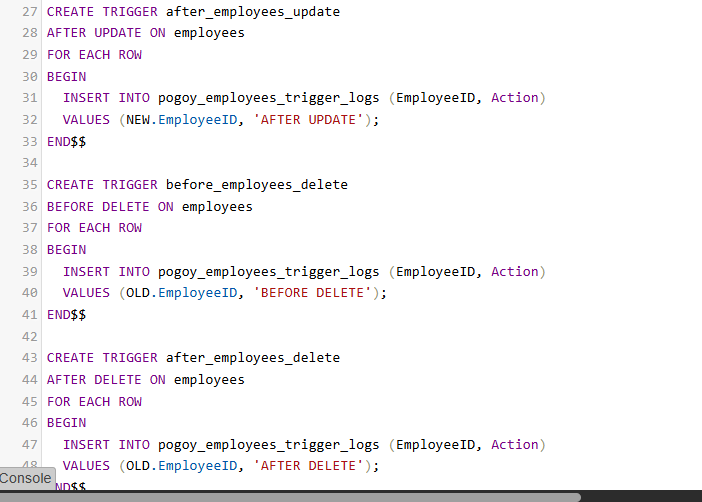 27 CREATE TRIGGER after_employees_update
28 AFTER UPDATE ON employees
29 FOR EACH ROW
30 BEGIN
31 INSERT INTO pogoy_employees_trigger_logs (EmployeeID, Action)
32 VALUES (NEW.EmployeeID, 'AFTER UPDATE');
33 END$$
34
35 CREATE TRIGGER before_employees_delete
36 BEFORE DELETE ON employees
37 FOR EACH ROW
38 BEGIN
39 INSERT INTO pogoy_employees_trigger_logs (EmployeeID, Action)
40 VALUES (OLD.EmployeeID, 'BEFORE DELETE');
41 END$$
42
43 CREATE TRIGGER after_employees_delete
44 AFTER DELETE ON employees
45 FOR EACH ROW
46 BEGIN
47 INSERT INTO pogoy_employees_trigger_logs (EmployeeID, Action)
48 VALUES (OLD.EmployeeID, 'AFTER DELETE');
Console
ND$$